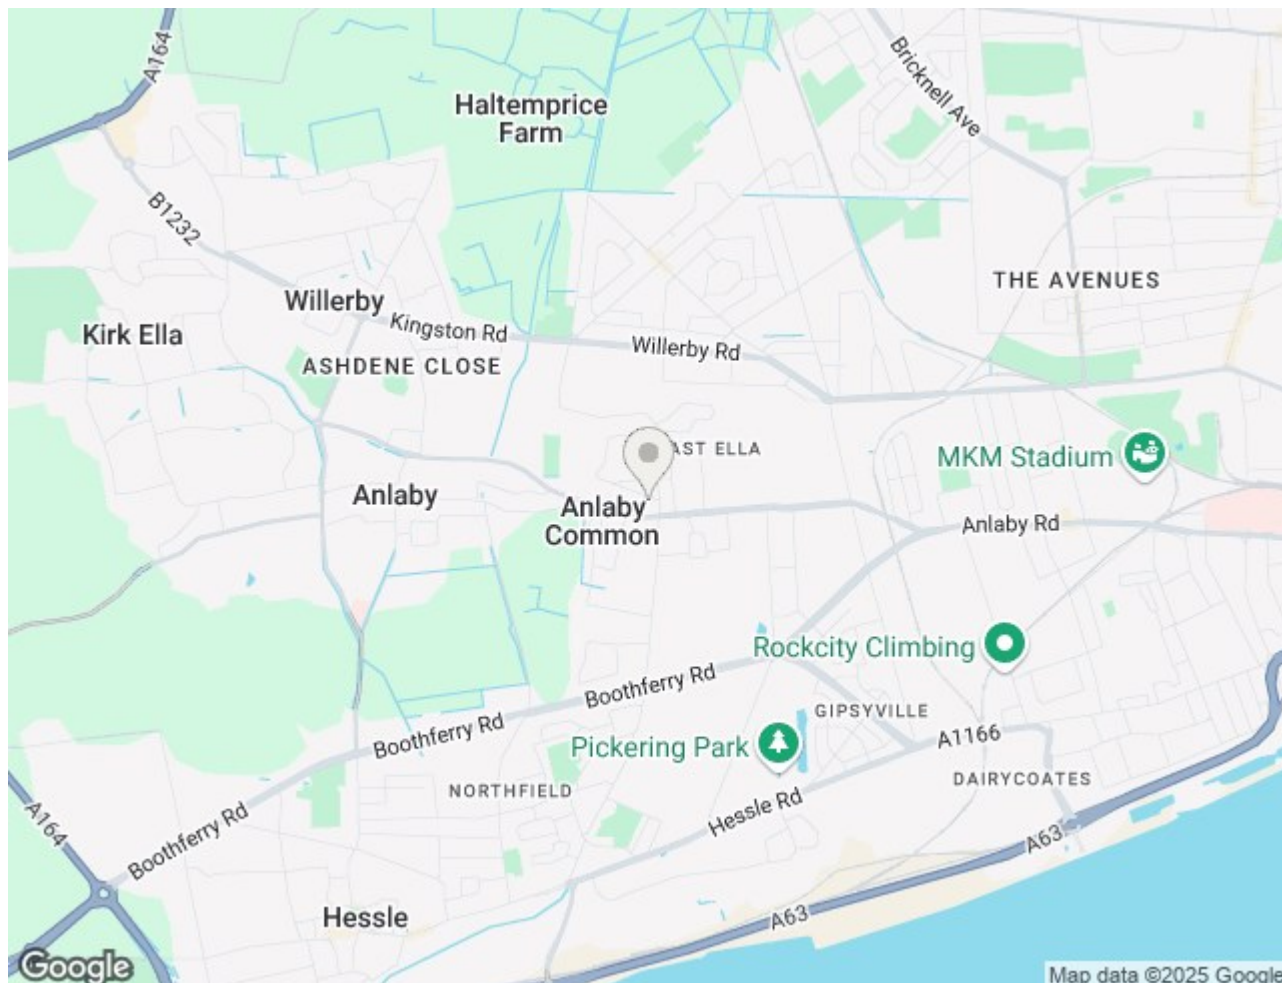 A164
Bricknell Ave
Haltemprice
Farm
B1232
THE AVENUES
Willerby
Kirk Ella
Kingston Rd
Willerby Rd
ASHDENE CLOSE
AST ELLA
MKM Stadium
Anlaby
Anlaby
Common
Anlaby Rd
Rockcity Climbing
Boothferry Rd
GIPSYVILLE
Boothferry Rd
Pickering Park
A1166
NORTHFIELD
DAIRYCOATES
Hessle Rd
A164
Boothferry Rd
A63
Hessle
A63
Google
Map data ©2025 Google